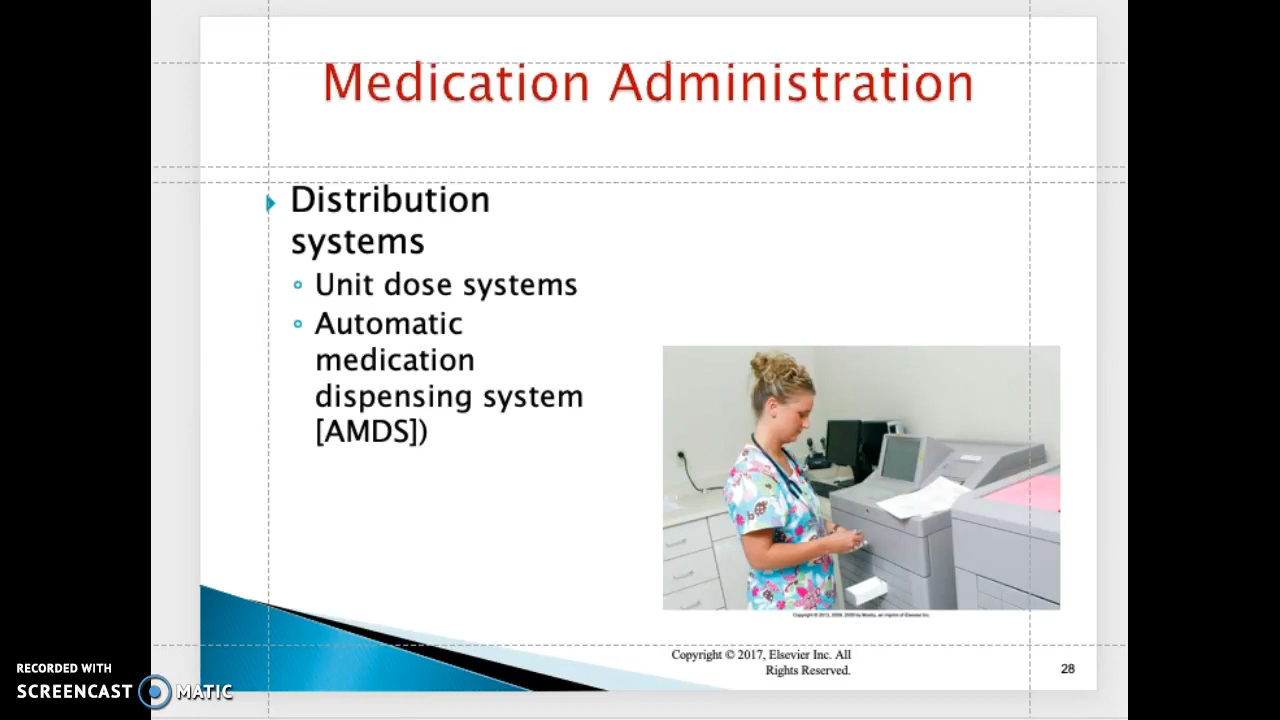 Medication Administration
Distribution
systems
Unit dose systems
Automatic
medication
dispensing system
[AMDS])
Copyright © 2017, Elsevier Inc. All
Rights Reserved.
28
RECORDED WITH
SCREENCAST MATIC